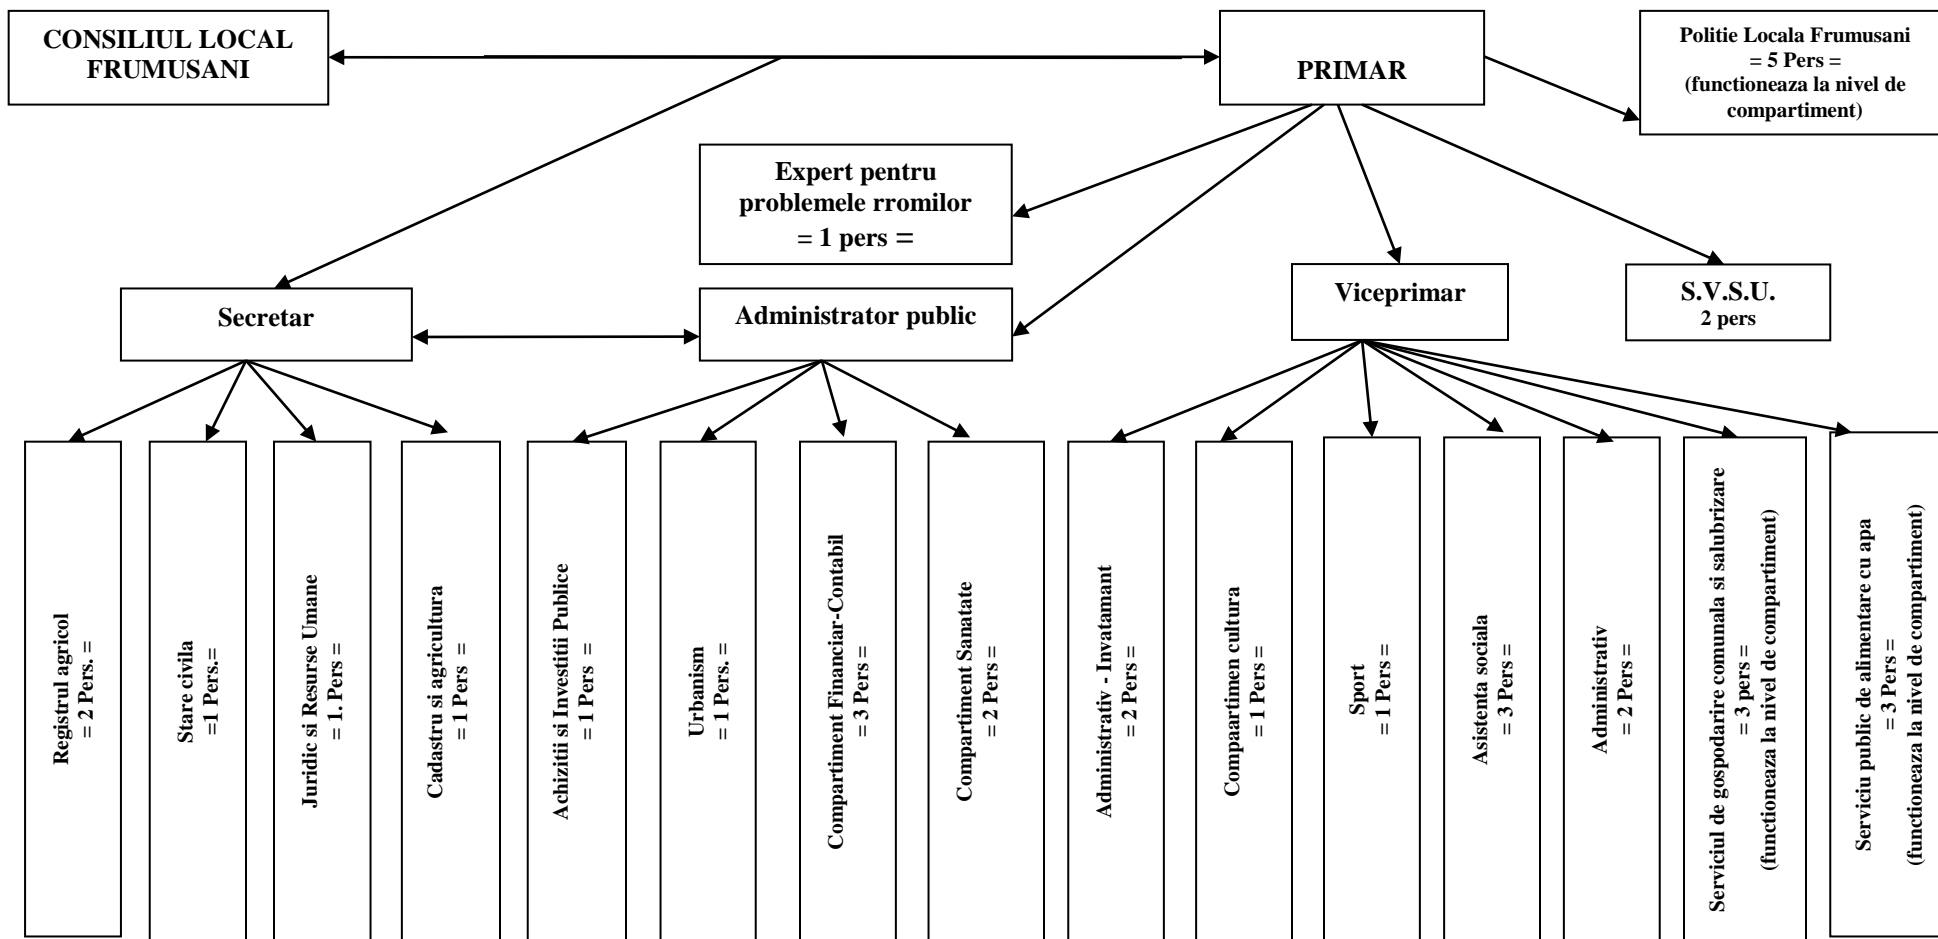 CONSILIUL LOCAL
FRUMUSANI
PRIMAR
Politie Locala Frumusani
= 5 Pers =
(functioneaza la nivel de
compartiment)
Expert pentru
problemele rromilor
= 1 pers =
Secretar
Administrator public
Viceprimar
S.V.S.U.
2 pers
Registrul agricol
= 2 Pers. =
Stare civila
=1 Pers.=
Juridic si Resurse Umane
= 1. Pers =
Cadastru si agricultura
= 1 Pers =
Achizitii si Investitii Publice
= 1 Pers =
Urbanism
= 1 Pers. =
Compartiment Financiar-Contabil
= 3 Pers =
Compartiment Sanatate
= 2 Pers =
Administrativ - Invatamant
= 2 Pers =
Compaartimen cultura
= 1 Pers =
Sport
= 1 Pers =
Asistenta sociala
= 3 Pers =
Administrativ
= 2 Pers =
Serviciul de gospodarire comunala si salubrizare
= 3 pers =
(functioneaza la nivel de compartiment)
Serviciu public de alimentare cu apa
= 3 Pers =
(functioneaza la nivel de compartiment)